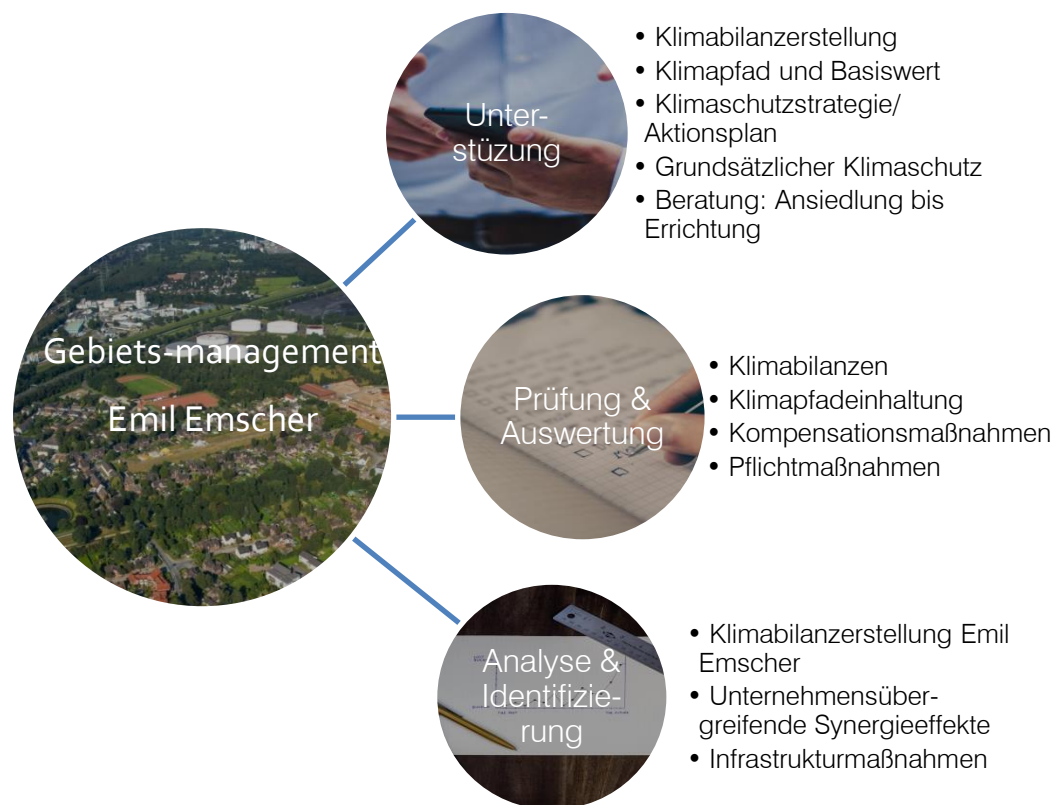 Gebiets-management
Emil Emscher
Unter-
stüzung
• Klimabilanzerstellung
• Klimapfad und Basiswert
• Klimaschutzstrategie/
Aktionsplan
• Grundsätzlicher Klimaschutz
• Beratung: Ansiedlung bis
Errichtung
Prüfung &
Auswertung
• Klimabilanzen
• Klimapfadeinhaltung
• Kompensationsmaßnahmen
• Pflichtmaßnahmen
Analyse &
Identifizie-
rung
• Klimabilanzerstellung Emil
Emscher
• Unternehmensüber-
greifende Synergieeffekte
• Infrastrukturmaßnahmen